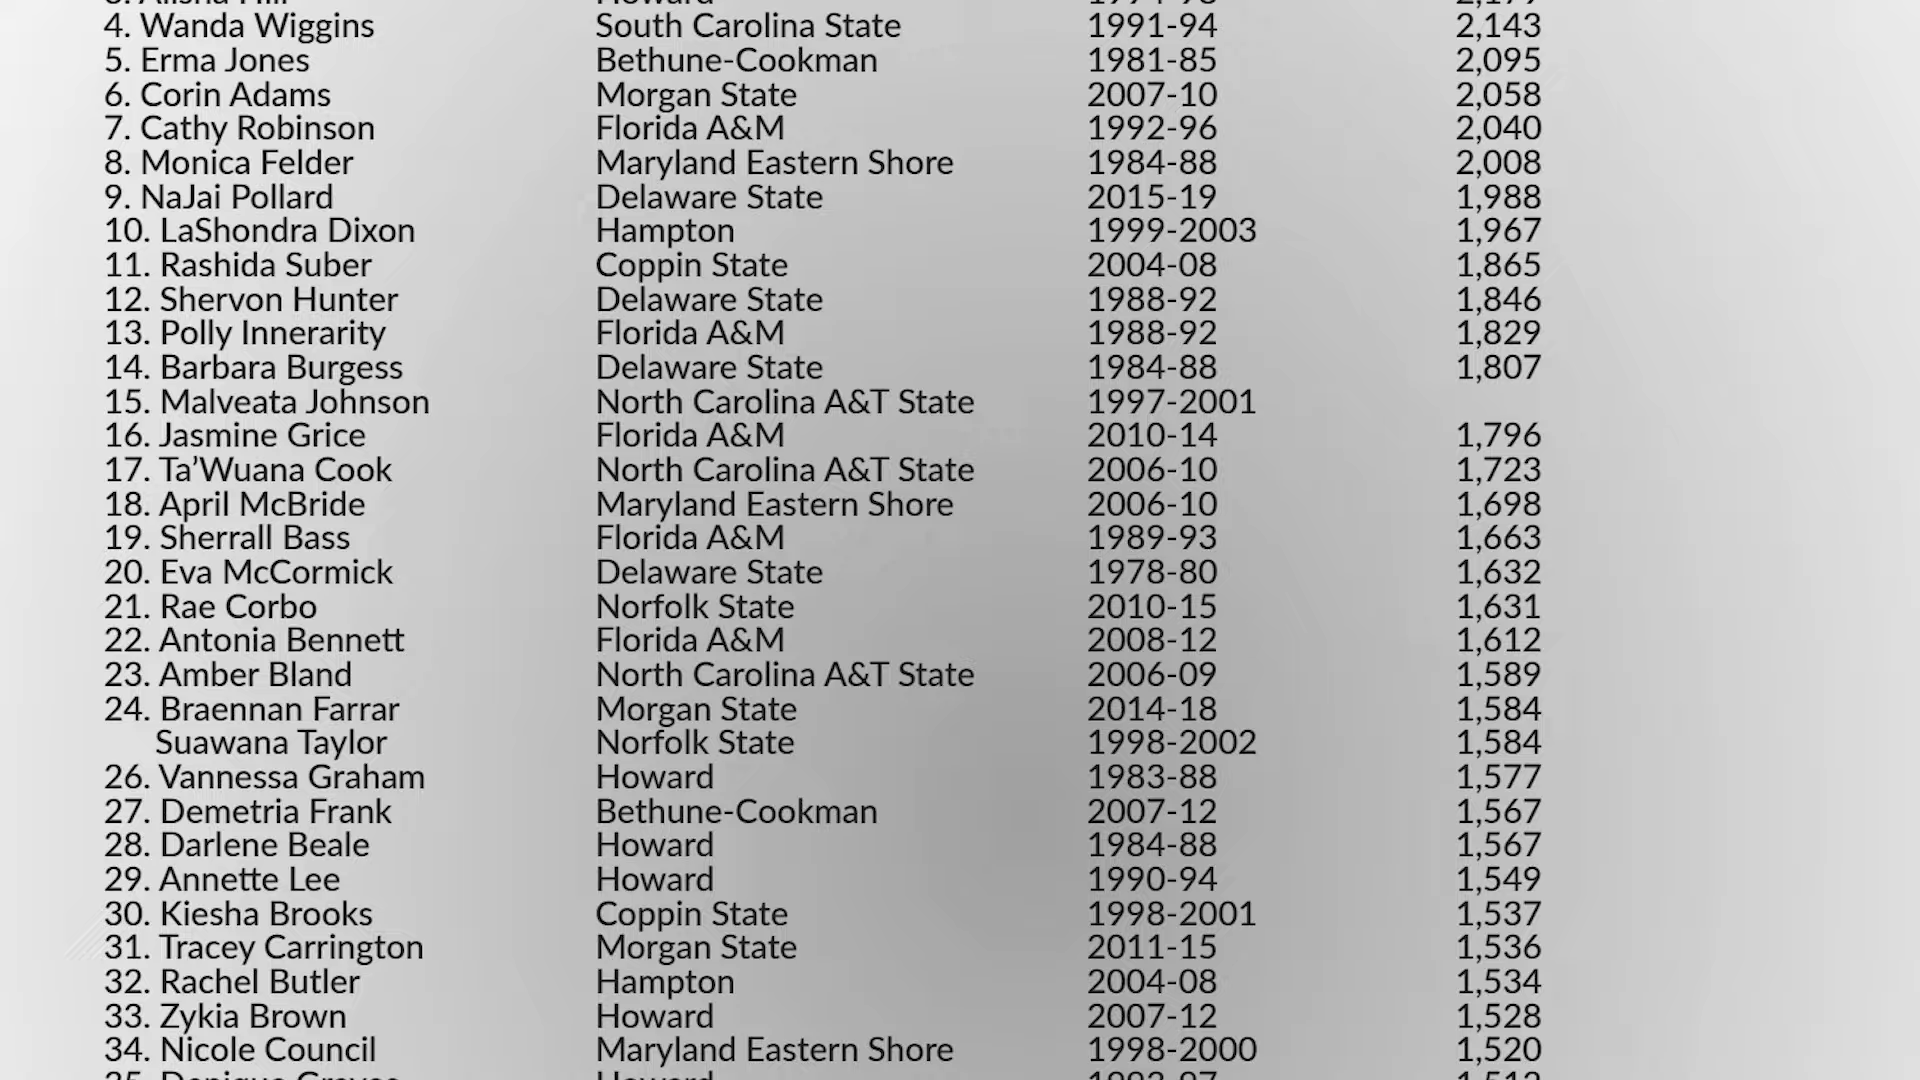 4. Wanda Wiggins South Carolina State 1991-94 2,143
5. Erma Jones Bethune-Cookman 1981-85 2,095
6. Corin Adams Morgan State 2007-10 2,058
7. Cathy Robinson Florida A&M 1992-96 2,040
8. Monica Felder Maryland Eastern Shore 1984-88 2,008
9. NaJai Pollard Delaware State 2015-19 1,988
10. LaShondra Dixon Hampton 1999-2003 1,967
11. Rashida Suber Coppin State 2004-08 1,865
12. Shervon Hunter Delaware State 1988-92 1,846
13. Polly Innerarity Florida A&M 1988-92 1,829
14. Barbara Burgess Delaware State 1984-88 1,807
15. Malveata Johnson North Carolina A&T State 1997-2001
16. Jasmine Grice Florida A&M 2010-14 1,796
17. Ta’Wuana Cook North Carolina A&T State 2006-10 1,723
18. April McBride Maryland Eastern Shore 2006-10 1,698
19. Sherrall Bass Florida A&M 1989-93 1,663
20. Eva McCormick Delaware State 1978-80 1,632
21. Rae Corbo Norfolk State 2010-15 1,631
22. Antonia Bennett Florida A&M 2008-12 1,612
23. Amber Bland North Carolina A&T State 2006-09 1,589
24. Braennan Farrar Morgan State 2014-18 1,584
Suawana Taylor Norfolk State 1998-2002 1,584
26. Vannessa Graham Howard 1983-88 1,577
27. Demetria Frank Bethune-Cookman 2007-12 1,567
28. Darlene Beale Howard 1984-88 1,567
29. Annette Lee Howard 1990-94 1,549
30. Kiesha Brooks Coppin State 1998-2001 1,537
31. Tracey Carrington Morgan State 2011-15 1,536
32. Rachel Butler Hampton 2004-08 1,534
33. Zykia Brown Howard 2007-12 1,528
34. Nicole Council Maryland Eastern Shore 1998-2000 1,520